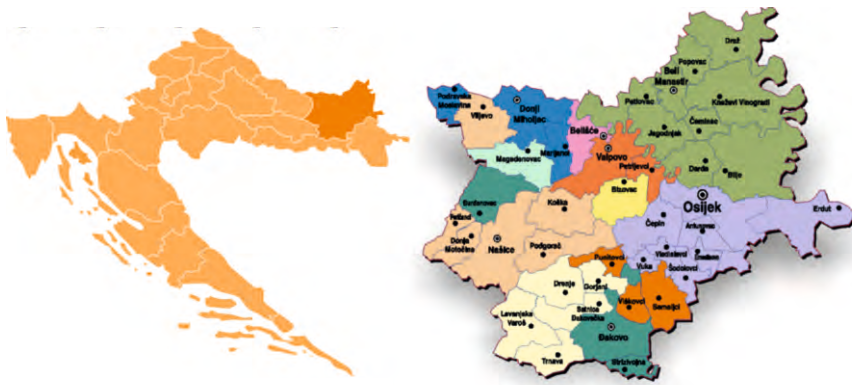 Draž
Popovac
Beli
Manastir
Podravska
Moslavina
Donji
Miholjac
Viljevo
Petlovac
Kneževi Vinogradi
Čeminac
Jagodnjak
Belišće
Valpovo
Marijanci
Magadenovac
Petrijevci
Darda
Bilje
Bizovac
Osijek
Erdut
Koška
Čepin
Antunovac
Feričanci
Donja
Motičina
Našice
Podgorač
Punitovci
Vuka
Vladislavci
Šodolovci
Drenje
Gorjani
Viškovci
Semeljci
Satnica
Đakovačka
Levanjska
Varoš
Đakovo
Trnava
Strizivojna